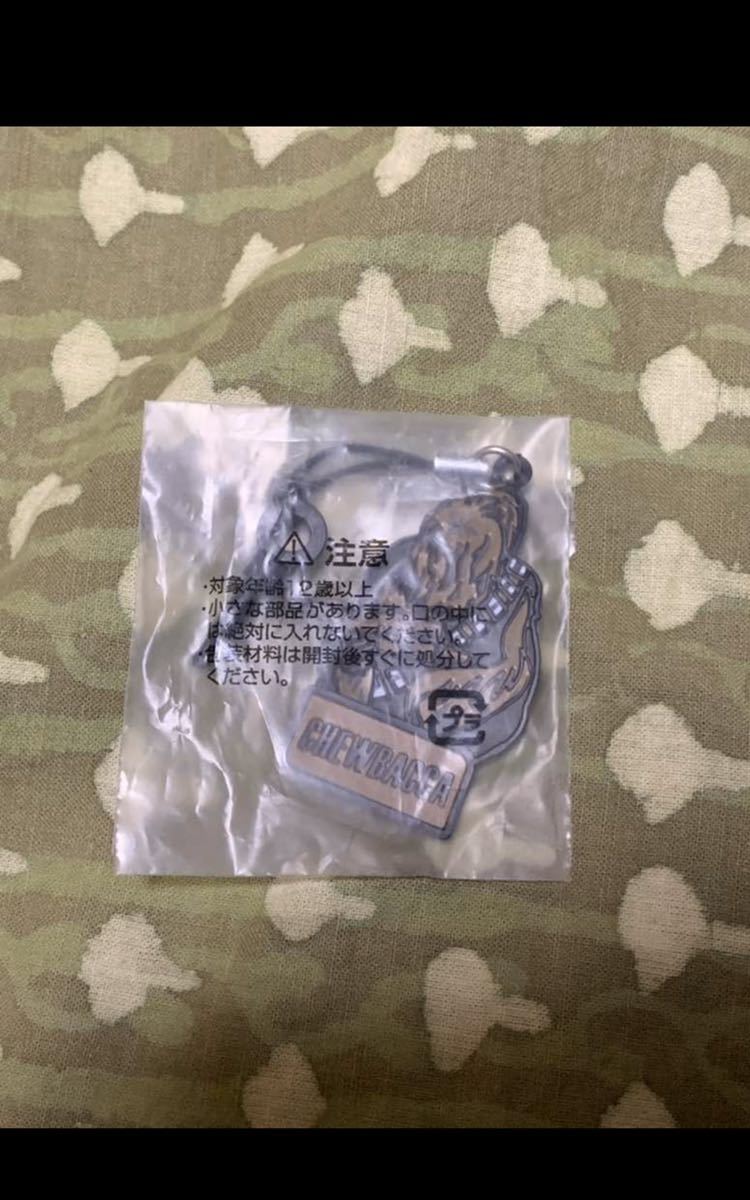 ⚠ 注意
・対象年齢12歳以上
・小さな部品があります。口の中に
は絶対に入れないでください。
・包装材料は開封後すぐに処分して
ください。
プラ
CHEWBACCA